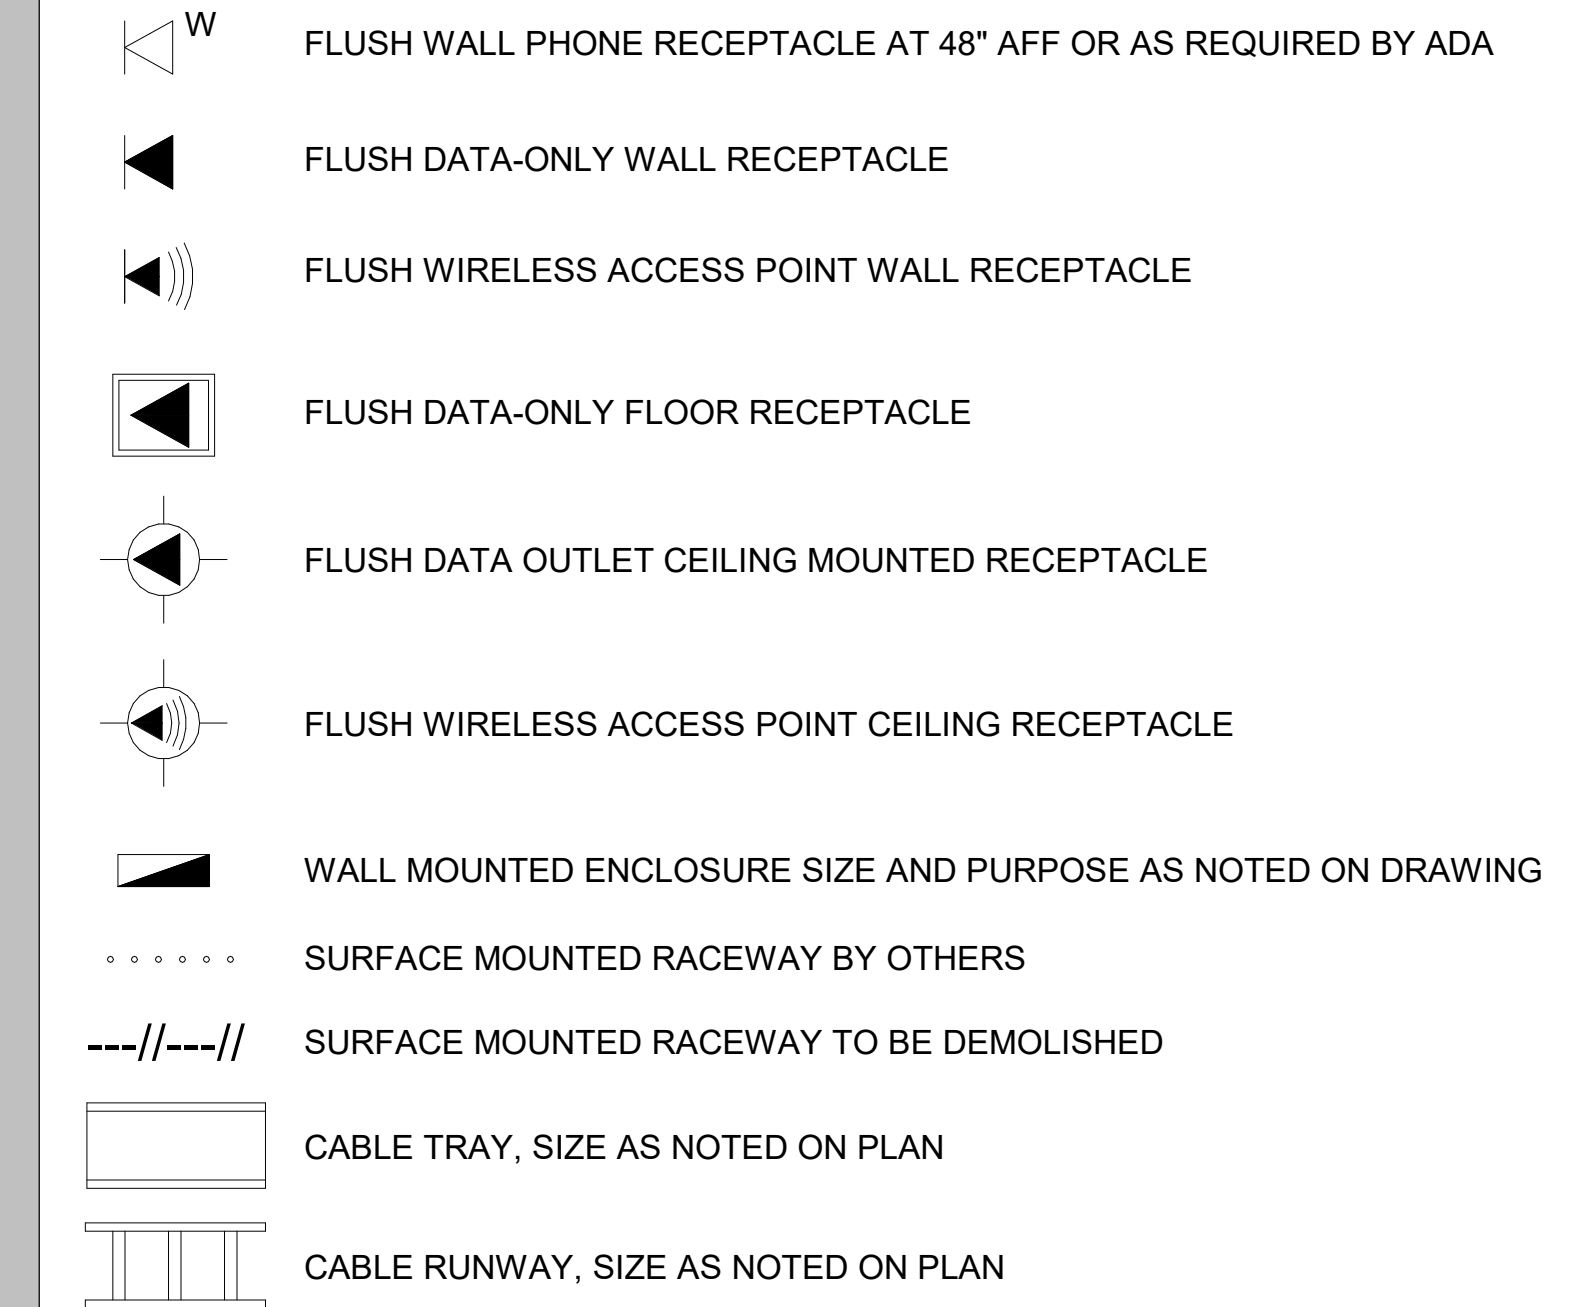 W
FLUSH WALL PHONE RECEPTACLE AT 48" AFF OR AS REQUIRED BY ADA
FLUSH DATA-ONLY WALL RECEPTACLE
FLUSH WIRELESS ACCESS POINT WALL RECEPTACLE
FLUSH DATA-ONLY FLOOR RECEPTACLE
FLUSH DATA OUTLET CEILING MOUNTED RECEPTACLE
FLUSH WIRELESS ACCESS POINT CEILING RECEPTACLE
WALL MOUNTED ENCLOSURE SIZE AND PURPOSE AS NOTED ON DRAWING
SURFACE MOUNTED RACEWAY BY OTHERS
---//---// SURFACE MOUNTED RACEWAY TO BE DEMOLISHED
CABLE TRAY, SIZE AS NOTED ON PLAN
CABLE RUNWAY, SIZE AS NOTED ON PLAN